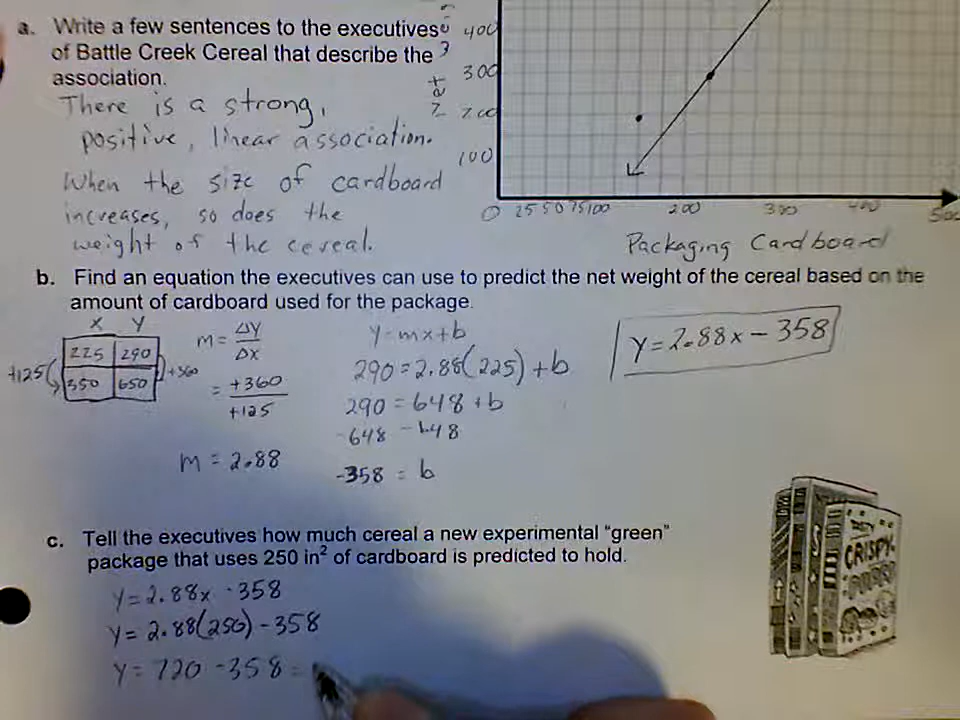 a. Write a few sentences to the executives
of Battle Creek Cereal that describe the
association.
There is a strong,
positive, linear association.
When the size of cardboard
increases, so does the
weight of the cereal.
400
300
200
100
0 25 50 75 100 200 300 400 500
Packaging Cardboard
b. Find an equation the executives can use to predict the net weight of the cereal based on the
amount of cardboard used for the package.
X Y
225 290
350 650
+125
+360
m = ΔY/ΔX
= +360/+125
m = 2.88
y=mx+b
290=2.88(225)+b
290 = 648+b
-648 -648
-358 = b
y=2.88x-358
c. Tell the executives how much cereal a new experimental "green"
package that uses 250 in² of cardboard is predicted to hold.
y=2.88x -358
y= 2.88(250)-358
y= 720 -358 =
CRISPY